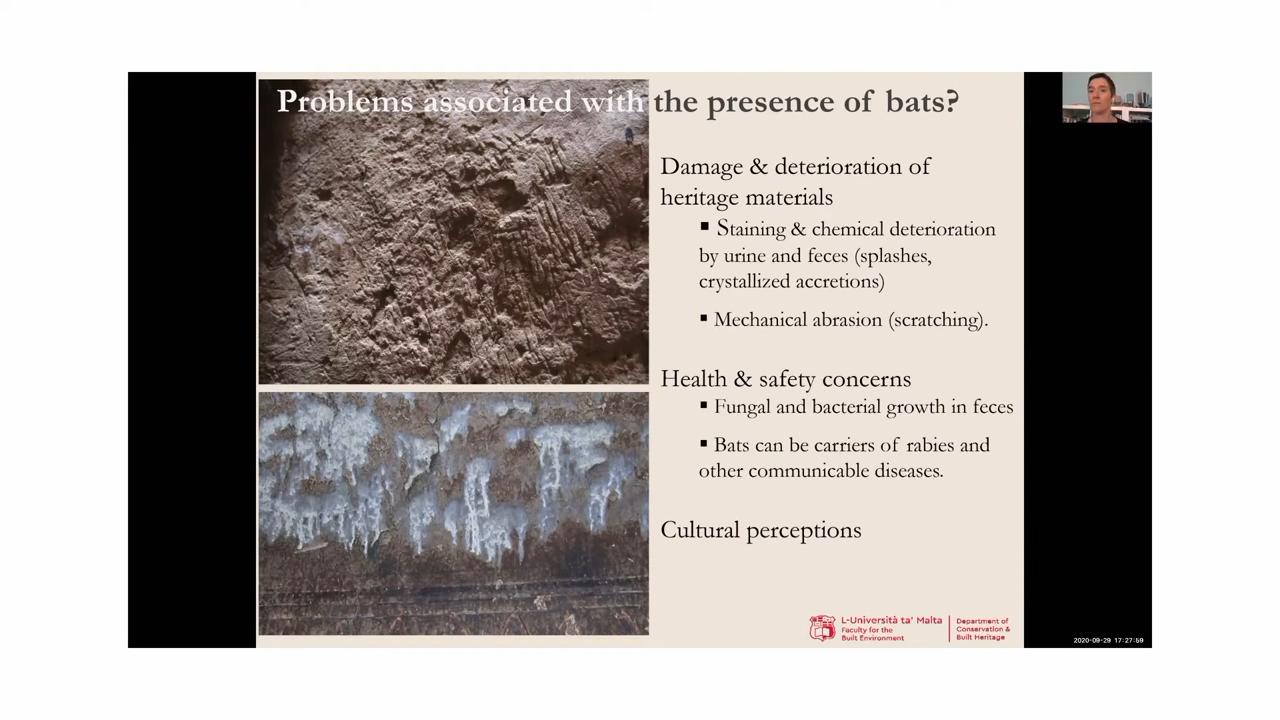 Problems associated with the presence of bats?
Damage & deterioration of
heritage materials
▪ Staining & chemical deterioration
by urine and feces (splashes,
crystallized accretions)
▪ Mechanical abrasion (scratching).
Health & safety concerns
▪ Fungal and bacterial growth in feces
▪ Bats can be carriers of rabies and
other communicable diseases.
Cultural perceptions
L-Università ta' Malta
Faculty for the
Built Environment
Department of
Conservation &
Built Heritage
2020-09-29 17:27:59